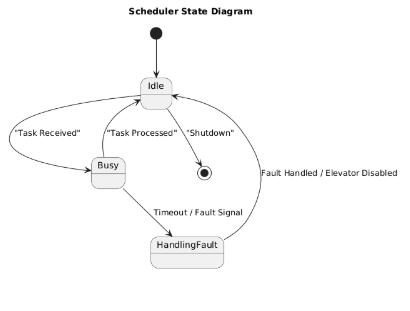 Scheduler State Diagram
Idle
"Task Received"
"Task Processed"
"Shutdown"
Busy
Fault Handled / Elevator Disabled
Timeout / Fault Signal
HandlingFault